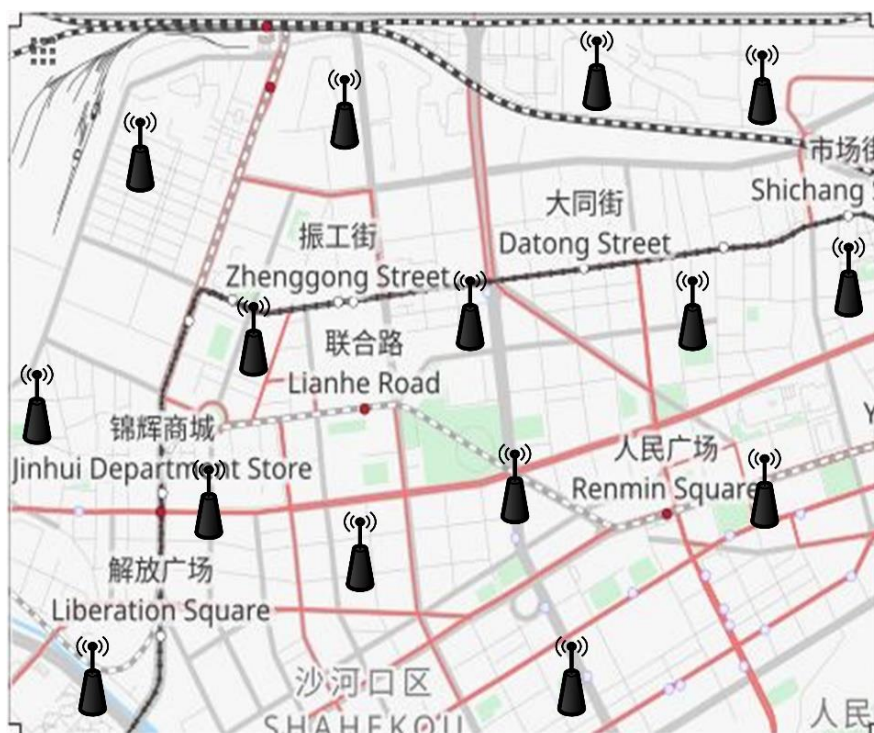 市场街
Shichang
大同街
Datong Street
振工街
Zhenggong Street
联合路
Lianhe Road
锦辉商城
Jinhui Department Store
人民广场
Renmin Square
解放广场
Liberation Square
沙河口区
SHAHEKOU
人民